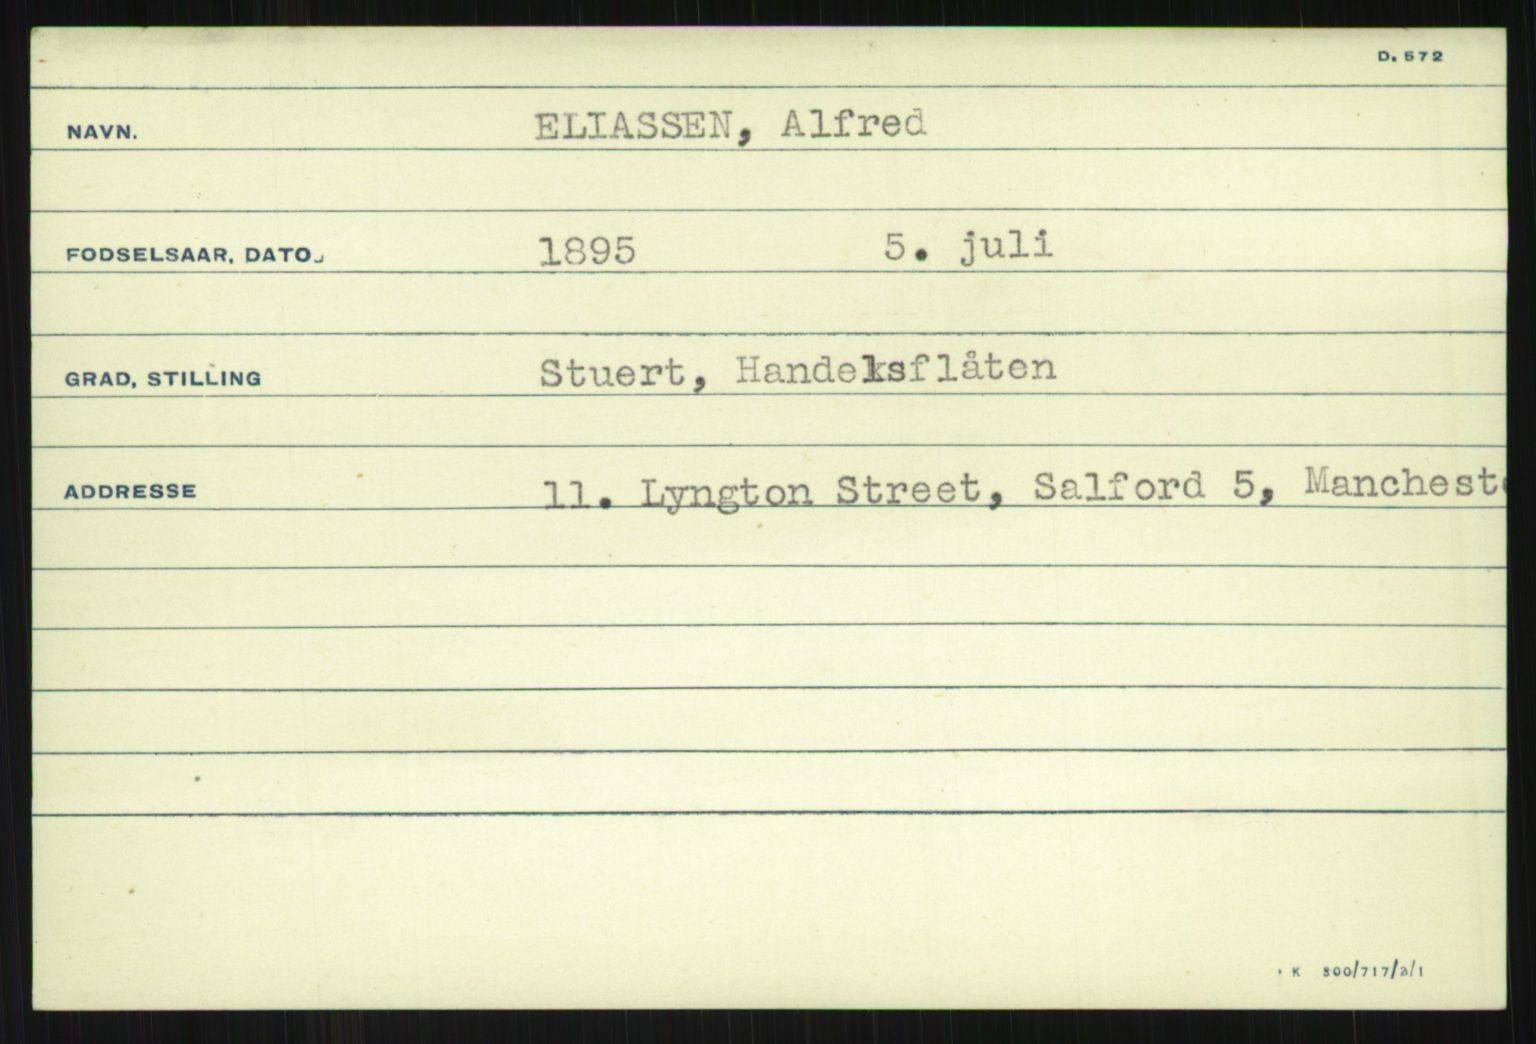 D. 572
NAVN. ELIASSEN, Alfred
FODSELSAAR, DATO. 1895 5. juli
GRAD, STILLING Stuert, Handelsflåten
ADDRESSE 11. Lyngton Street, Salford 5, Mancheste
K 300/717/a/1